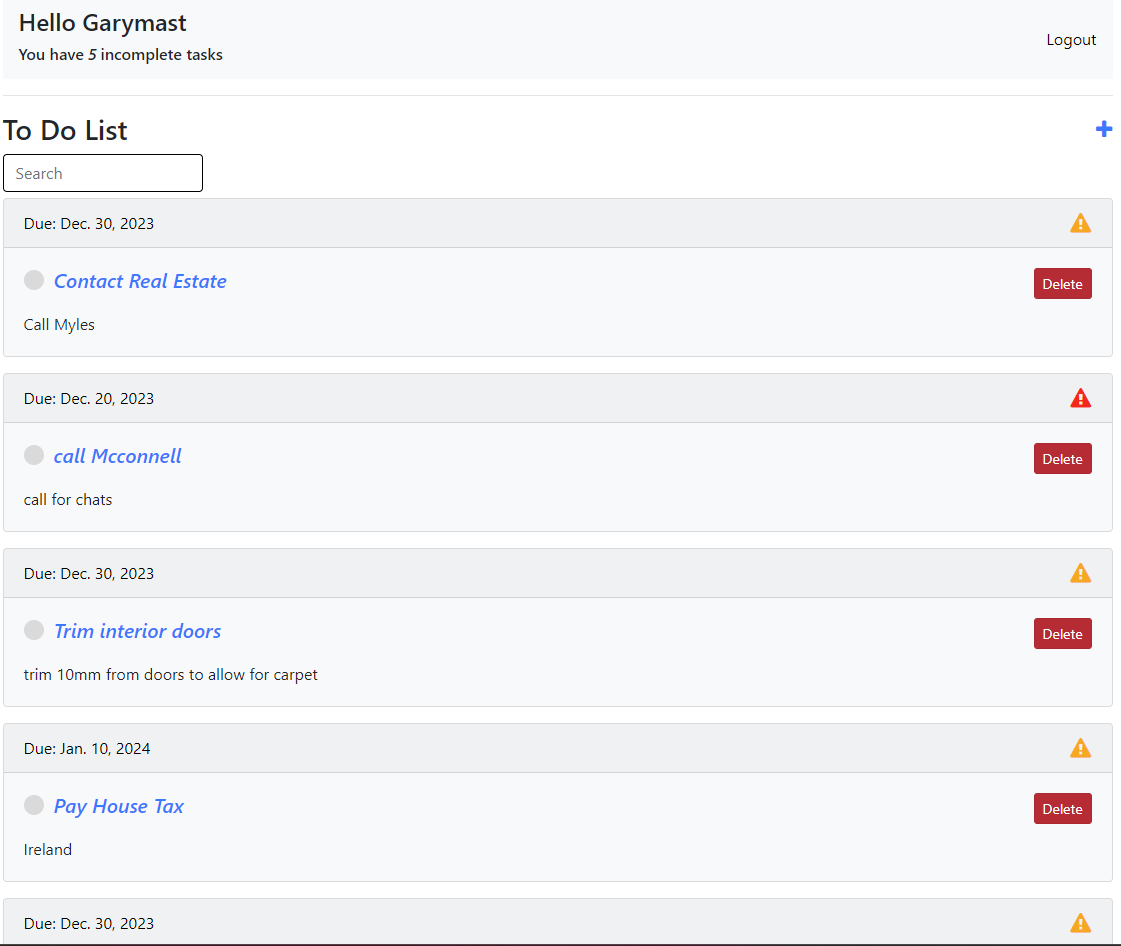 Hello Garymast
You have 5 incomplete tasks
Logout
To Do List
Search
Due: Dec. 30, 2023
Contact Real Estate
Delete
Call Myles
Due: Dec. 20, 2023
call Mcconnell
Delete
call for chats
Due: Dec. 30, 2023
Trim interior doors
Delete
trim 10mm from doors to allow for carpet
Due: Jan. 10, 2024
Pay House Tax
Delete
Ireland
Due: Dec. 30, 2023